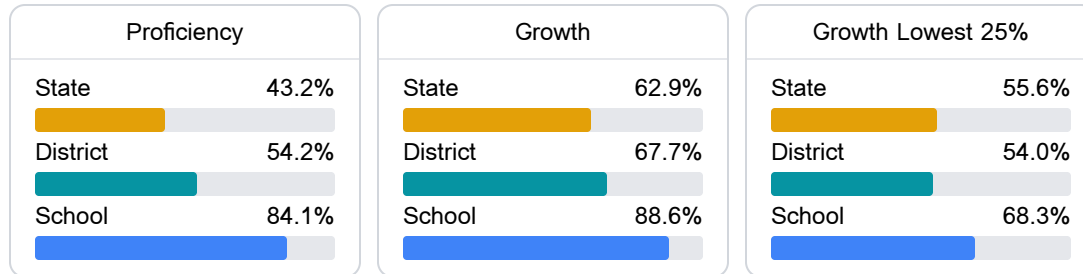 Proficiency
State 43.2%
District 54.2%
School 84.1%
Growth
State 62.9%
District 67.7%
School 88.6%
Growth Lowest 25%
State 55.6%
District 54.0%
School 68.3%